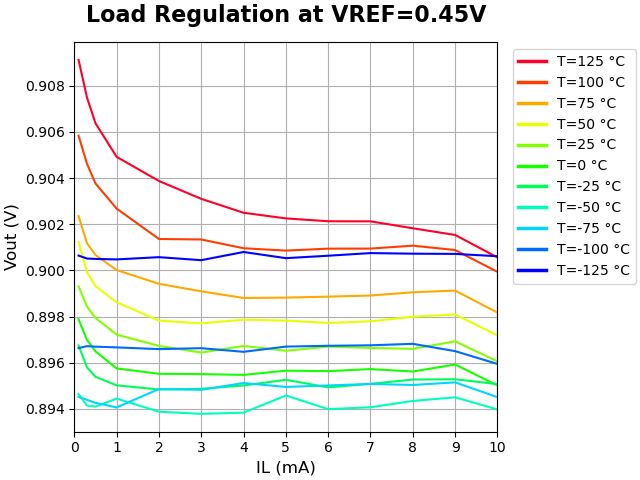 Load Regulation at VREF=0.45V
0.908
0.906
0.904
0.902
0.900
0.898
0.896
0.894
Vout (V)
0 1 2 3 4 5 6 7 8 9 10
IL (mA)
T=125 °C
T=100 °C
T=75 °C
T=50 °C
T=25 °C
T=0 °C
T=-25 °C
T=-50 °C
T=-75 °C
T=-100 °C
T=-125 °C